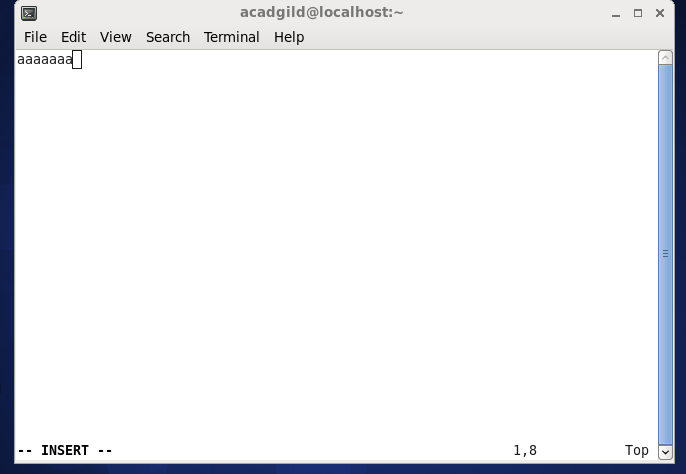 acadgild@localhost:~
File Edit View Search Terminal Help
aaaaaaa
-- INSERT -- 1,8 Top